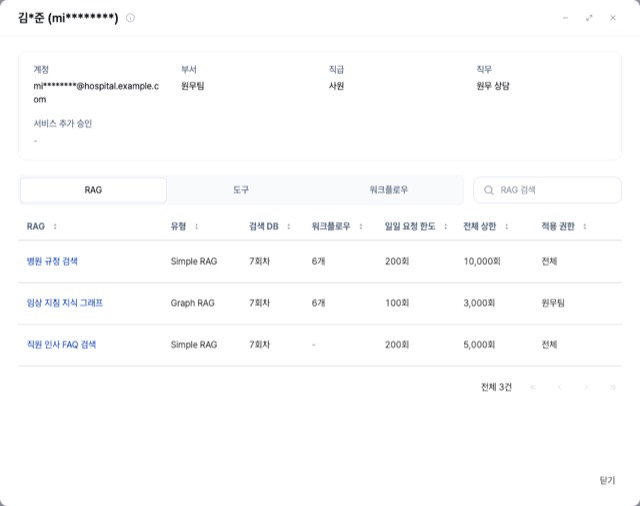 김*준 (mi********)
계정
부서
직급
직무
mi********@hospital.example.c
om
원무팀
사원
원무 상담
서비스 추가 승인
-
RAG
도구
워크플로우
RAG 검색
RAG 유형 검색 DB 워크플로우 일일 요청 한도 전체 상한 적용 권한
병원 규정 검색 Simple RAG 7회차 6개 200회 10,000회 전체
임상 지침 지식 그래프 Graph RAG 7회차 6개 100회 3,000회 원무팀
직원 인사 FAQ 검색 Simple RAG 7회차 - 200회 5,000회 전체
전체 3건
닫기